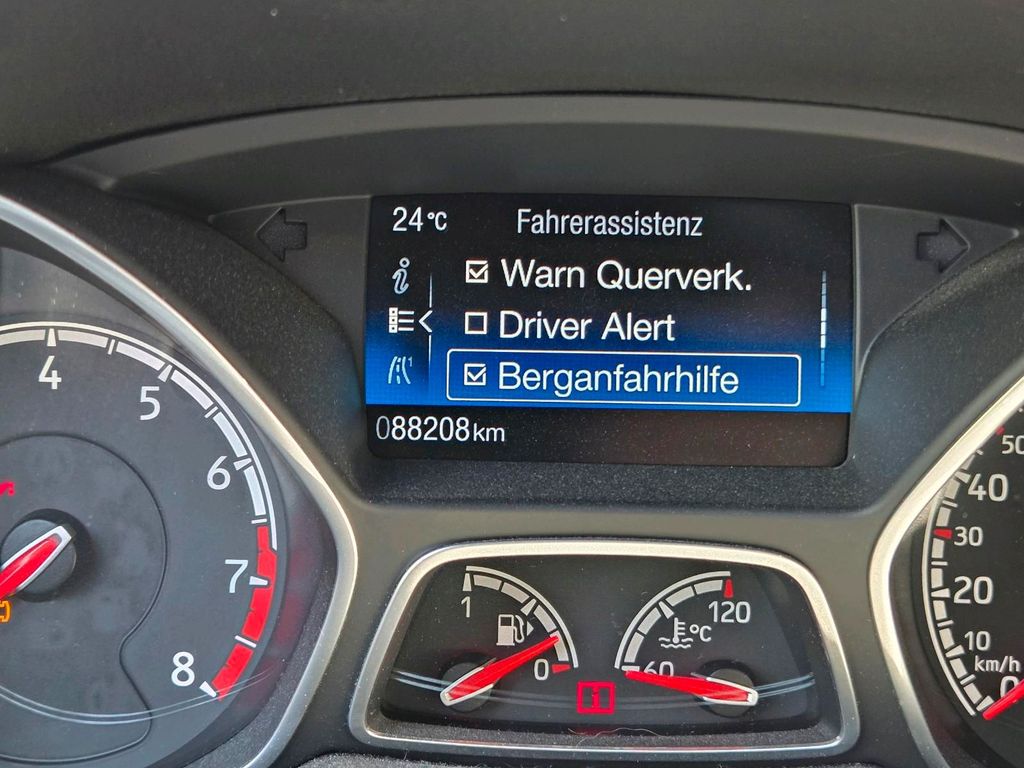 24°C Fahrerassistenz
Warn Querverk.
Driver Alert
Berganfahrhilfe
088208km
4
5
6
7
8
1
0
°C
120
60
50
40
30
20
10
km/h
0